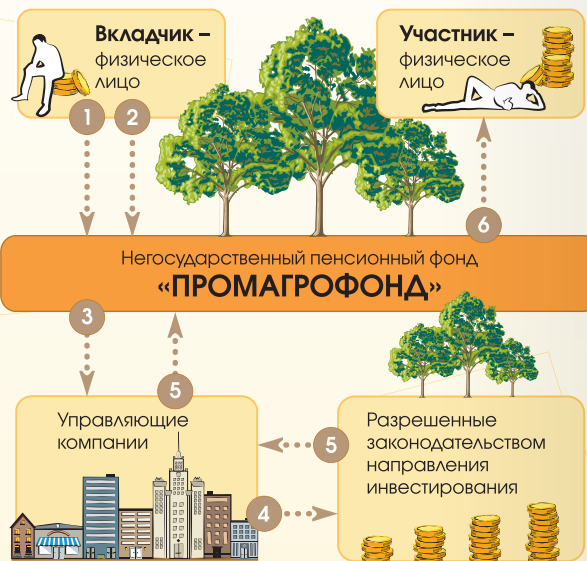 Вкладчик –
физическое
лицо
Участник –
физическое
лицо
1
2
6
Негосударственный пенсионный фонд
«ПРОМАГРОФОНД»
3
5
Управляющие
компании
5
Разрешенные
законодательством
направления
инвестирования
4